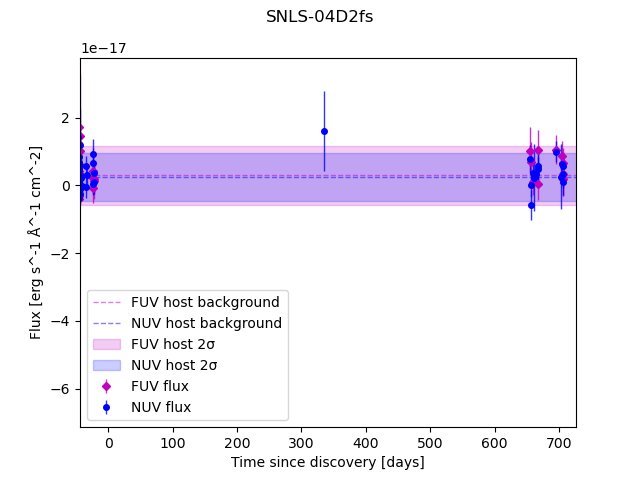 SNLS-04D2fs
1e−17
2
0
−2
−4
−6
Flux [erg s^-1 Å^-1 cm^-2]
FUV host background
NUV host background
FUV host 2σ
NUV host 2σ
FUV flux
NUV flux
0 100 200 300 400 500 600 700
Time since discovery [days]